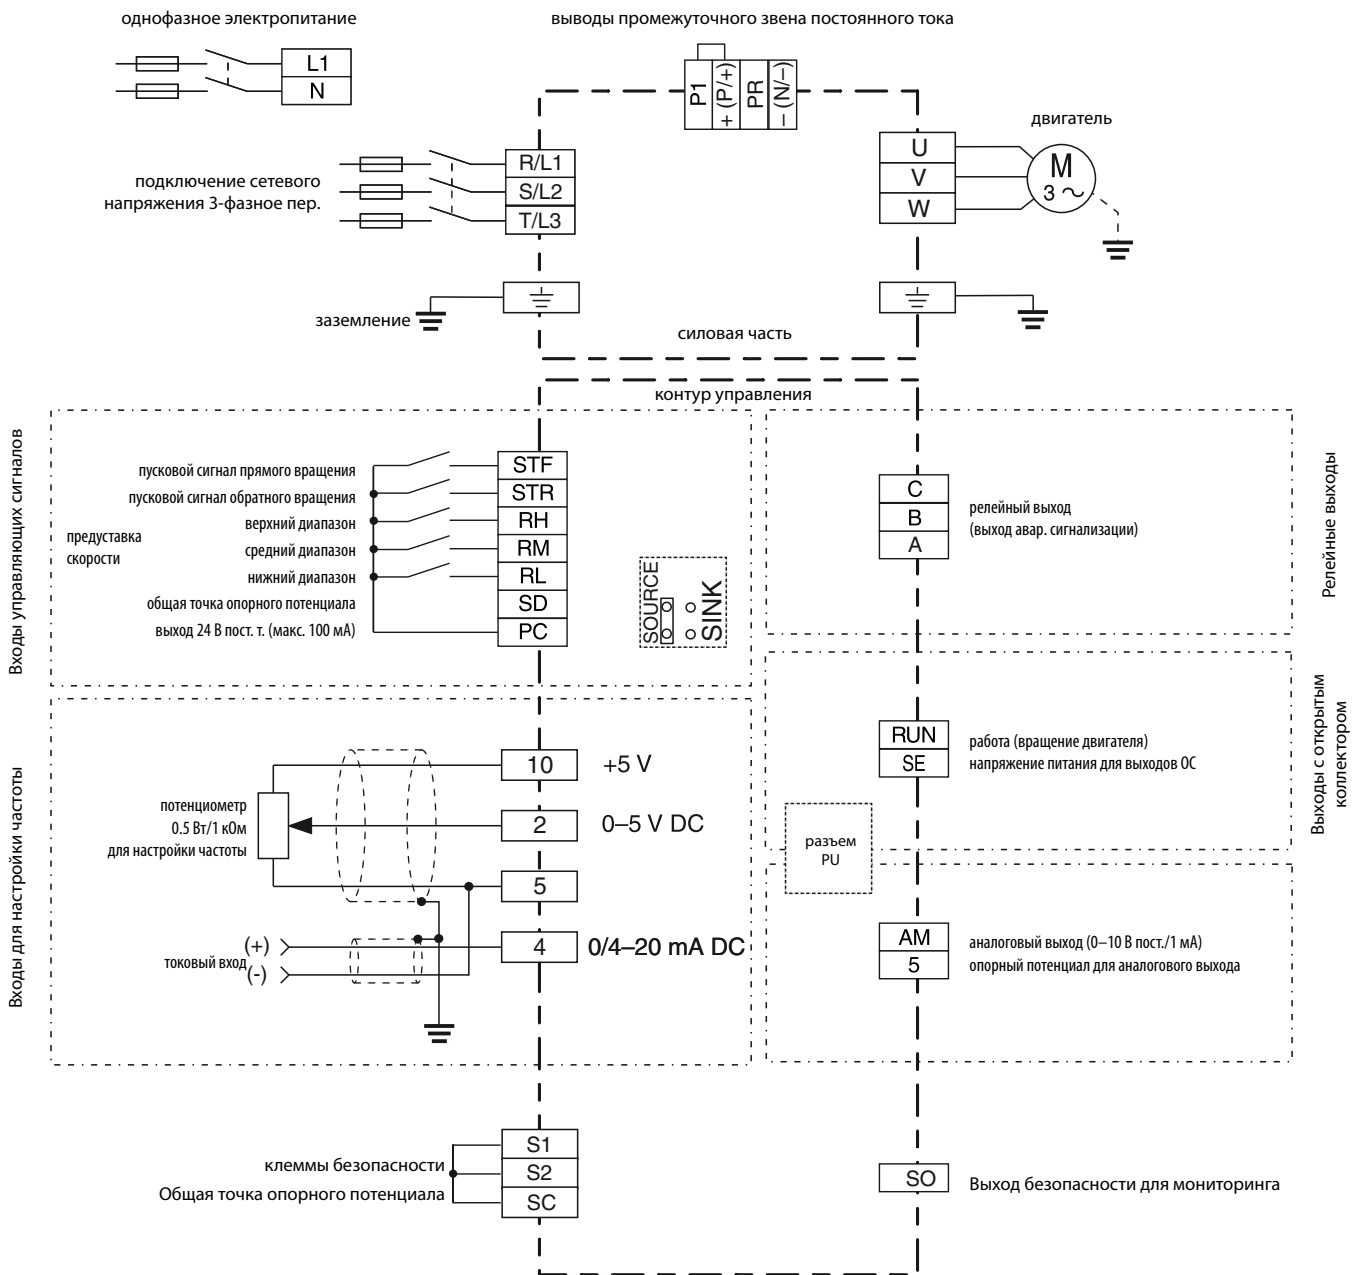 однофазное электропитание
L1
N
выводы промежуточного звена постоянного тока
P1
+ (P/+)
PR
– (N/–)
подключение сетевого
напряжения 3-фазное пер.
R/L1
S/L2
T/L3
U
V
W
двигатель
M
3 ~
заземление
силовая часть
контур управления
Входы управляющих сигналов
предуставка
скорости
пусковой сигнал прямого вращения
STF
пусковой сигнал обратного вращения
STR
верхний диапазон
RH
средний диапазон
RM
нижний диапазон
RL
общая точка опорного потенциала
SD
выход 24 В пост. т. (макс. 100 мА)
PC
SOURCE
SINK
C
B
A
релейный выход
(выход авар. сигнализации)
Релейные выходы
RUN
SE
работа (вращение двигателя)
напряжение питания для выходов ОС
Выходы с открытым
коллектором
разъем
PU
Входы для настройки частоты
потенциометр
0.5 Вт/1 кОм
для настройки частоты
10
+5 V
2
0–5 V DC
5
токовый вход
(+)
(-)
4
0/4–20 mA DC
AM
5
аналоговый выход (0–10 В пост./1 мА)
опорный потенциал для аналогового выхода
клеммы безопасности
Общая точка опорного потенциала
S1
S2
SC
SO
Выход безопасности для мониторинга